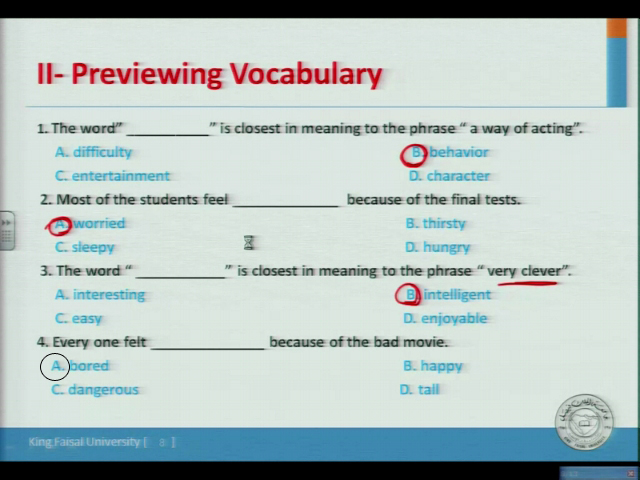 II- Previewing Vocabulary
1. The word” __________” is closest in meaning to the phrase “ a way of acting”.
A. difficulty B. behavior
C. entertainment D. character
2. Most of the students feel _____________ because of the final tests.
A. worried B. thirsty
C. sleepy D. hungry
3. The word “ ___________” is closest in meaning to the phrase “ very clever”.
A. interesting B. intelligent
C. easy D. enjoyable
4. Every one felt ______________ because of the bad movie.
A. bored B. happy
C. dangerous D. tall
King Faisal University [ 8 ]